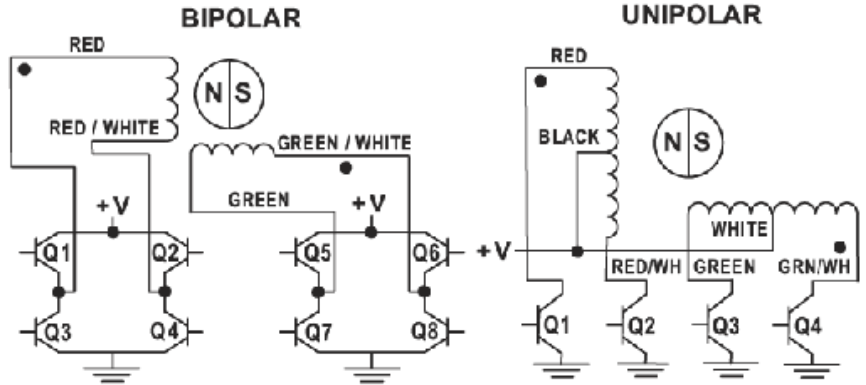 BIPOLAR
RED
N S
RED / WHITE
GREEN / WHITE
GREEN
+V
+V
Q1
Q2
Q5
Q6
Q3
Q4
Q7
Q8
UNIPOLAR
RED
BLACK
N S
WHITE
+V
RED/WH
GREEN
GRN/WH
Q1
Q2
Q3
Q4